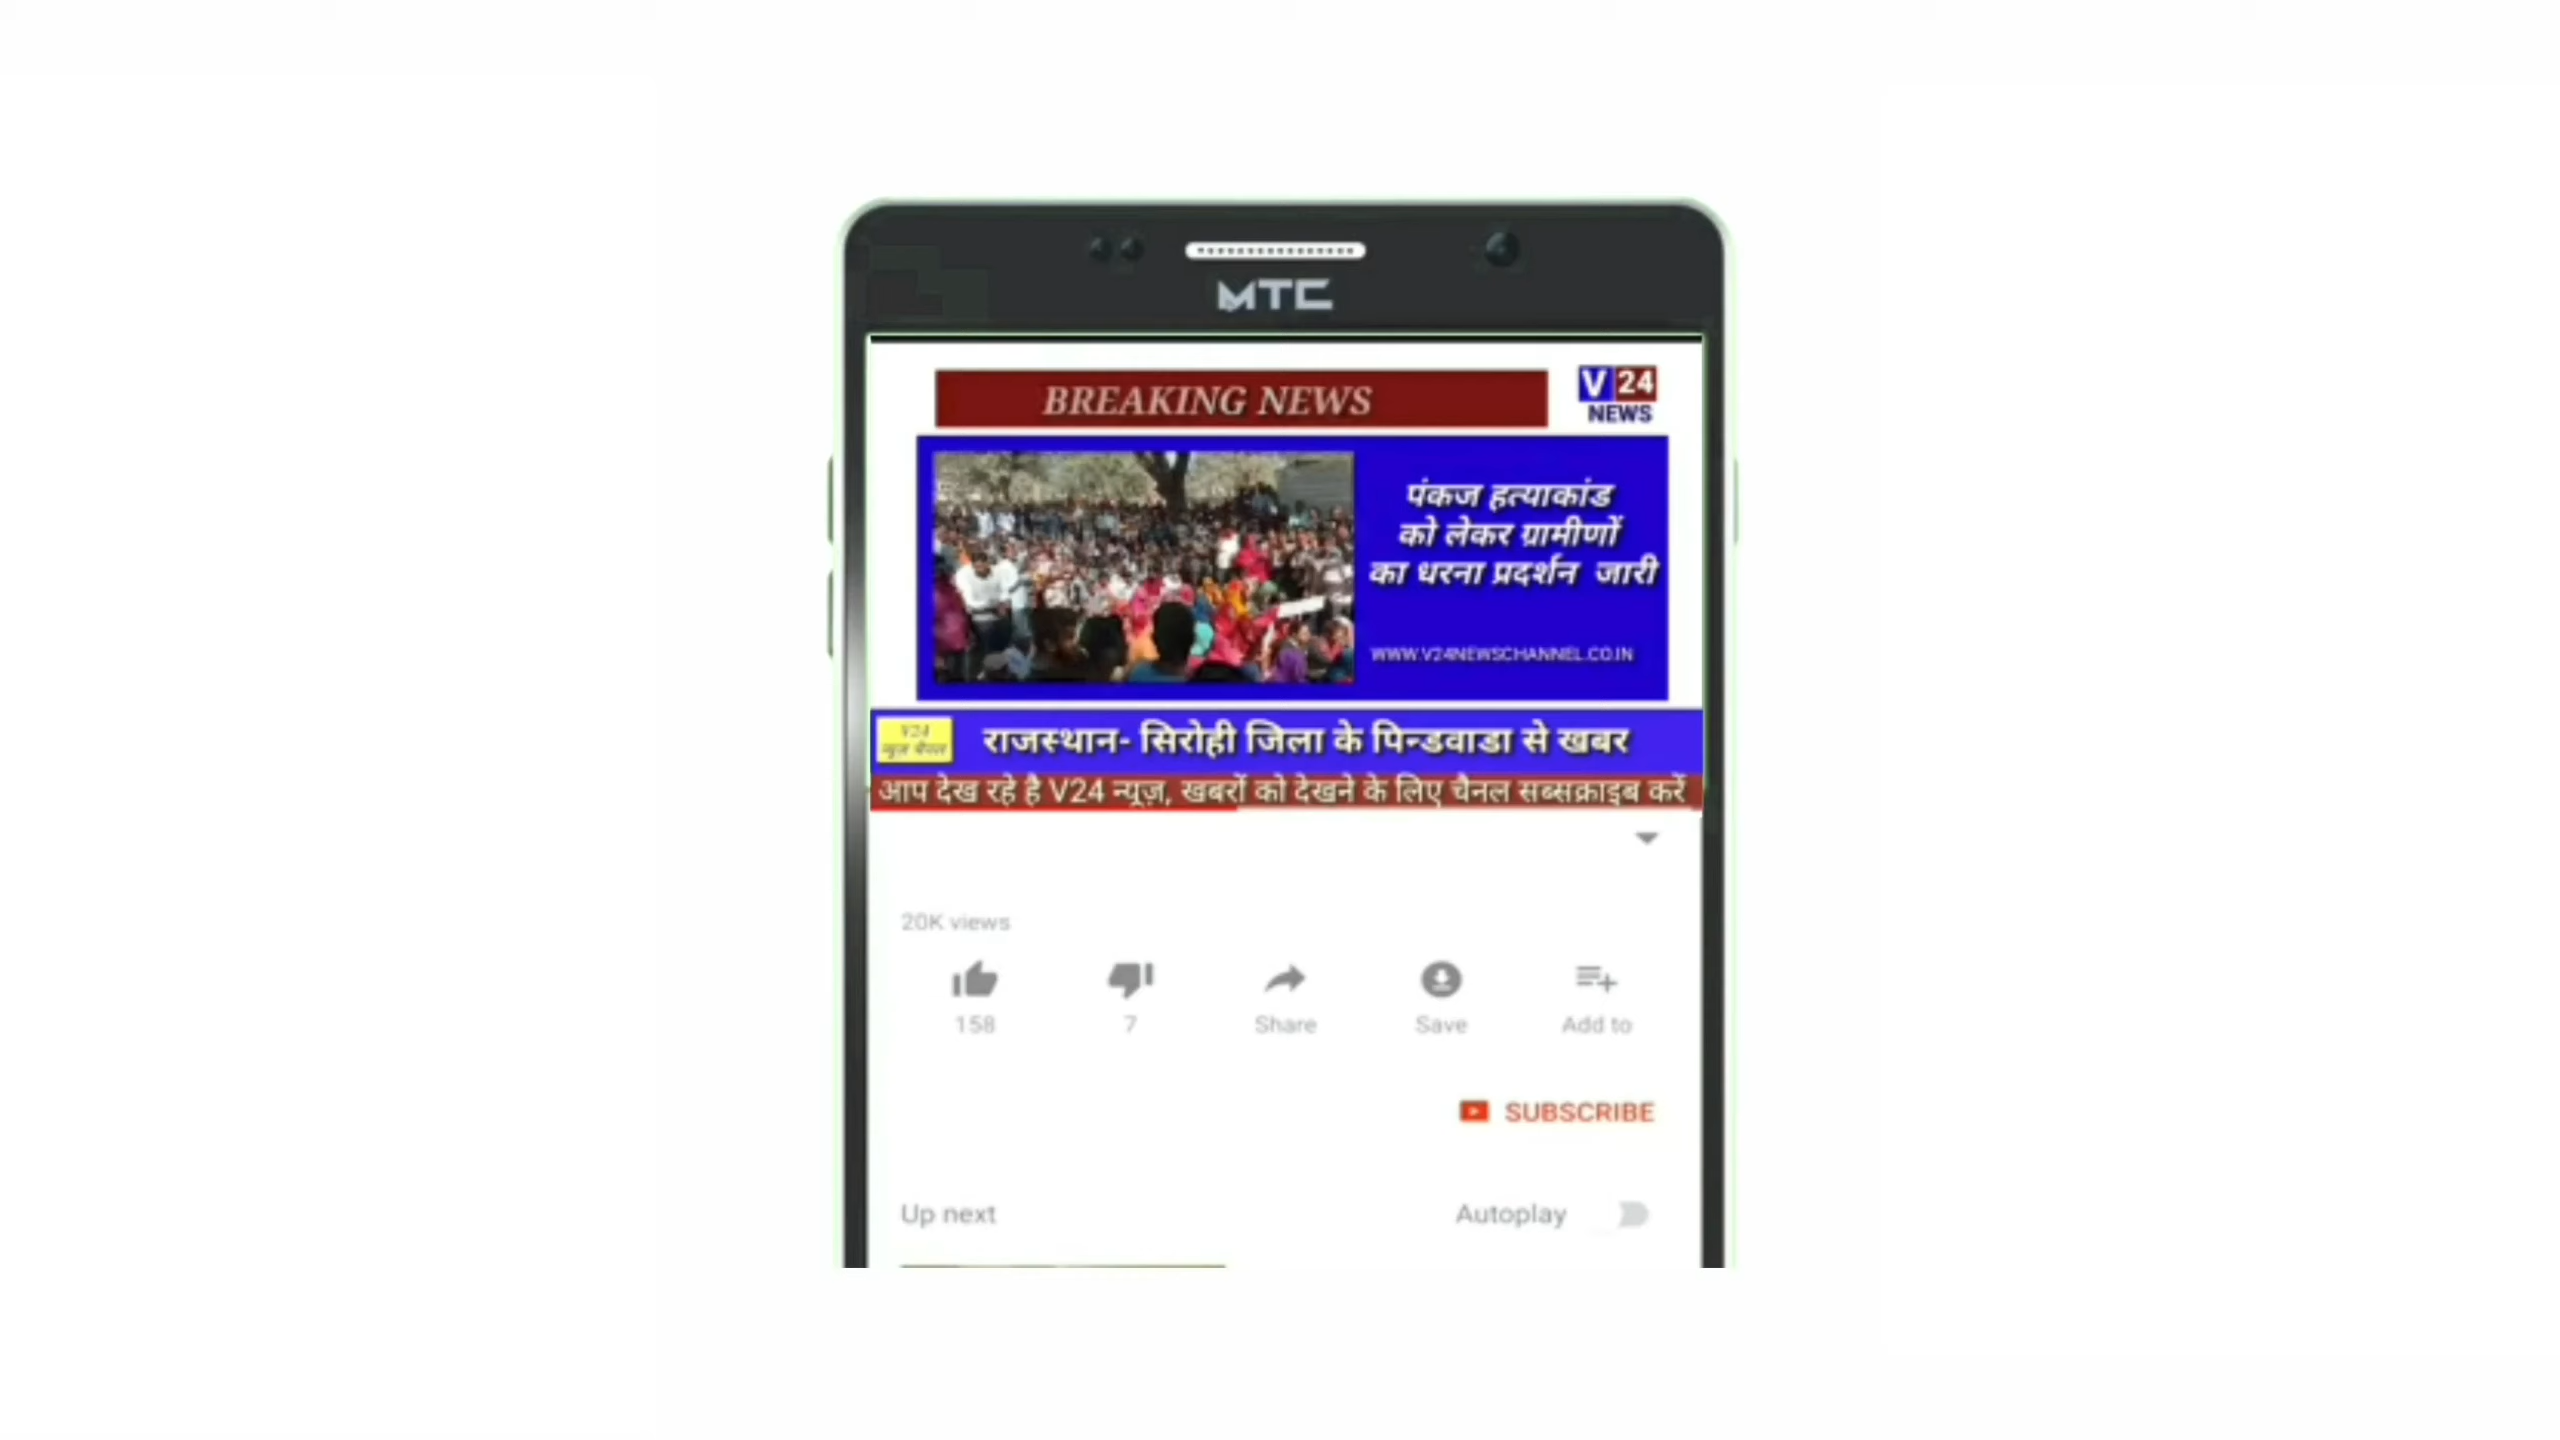 MTC
BREAKING NEWS
V 24
NEWS
पंकज हत्याकांड
को लेकर ग्रामीणों
का धरना प्रदर्शन जारी
WWW.V24NEWSCHANNEL.CO.IN
V24
न्यूज़ चैनल
राजस्थान- सिरोही जिला के पिन्डवाडा से खबर
आप देख रहे है V24 न्यूज़, खबरों को देखने के लिए चैनल सब्सक्राइब करें
20K views
158 7 Share Save Add to
SUBSCRIBE
Up next Autoplay